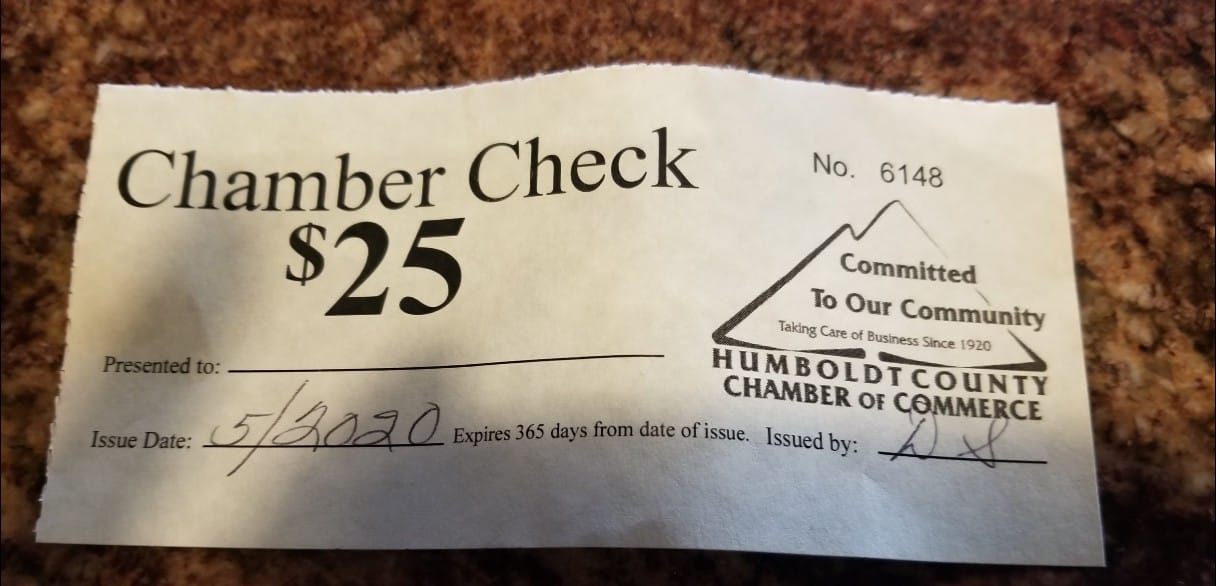 Chamber Check
$25
No. 6148
Committed
To Our Community
Taking Care of Business Since 1920
HUMBOLDT COUNTY
CHAMBER OF COMMERCE
Presented to:
Issue Date: 5/2020 Expires 365 days from date of issue. Issued by: D S